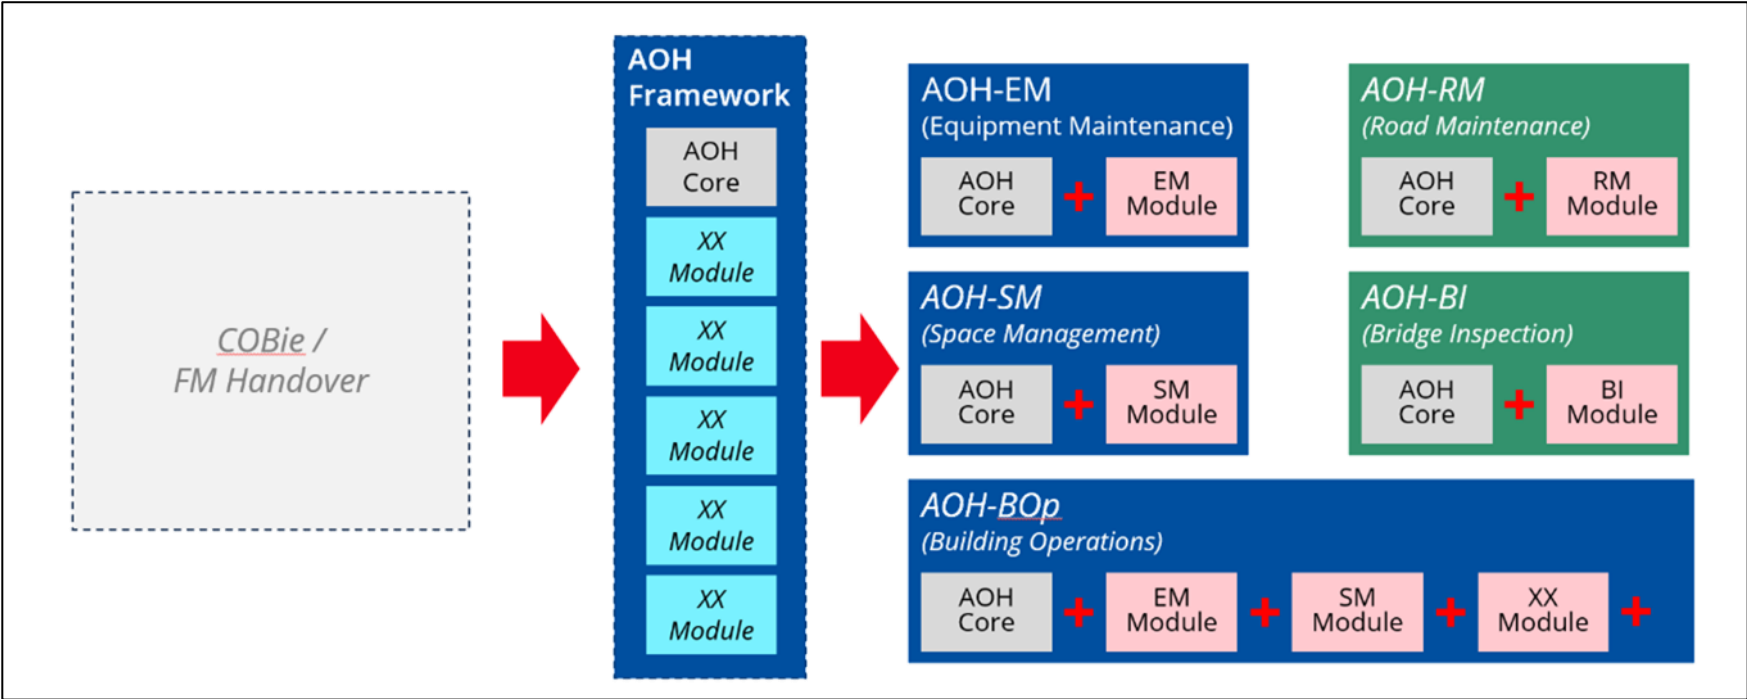 COBie /
FM Handover
AOH
Framework
AOH
Core
XX
Module
XX
Module
XX
Module
XX
Module
XX
Module
AOH-EM
(Equipment Maintenance)
AOH
Core
+
EM
Module
AOH-RM
(Road Maintenance)
AOH
Core
+
RM
Module
AOH-SM
(Space Management)
AOH
Core
+
SM
Module
AOH-BI
(Bridge Inspection)
AOH
Core
+
BI
Module
AOH-BOp
(Building Operations)
AOH
Core
+
EM
Module
+
SM
Module
+
XX
Module
+